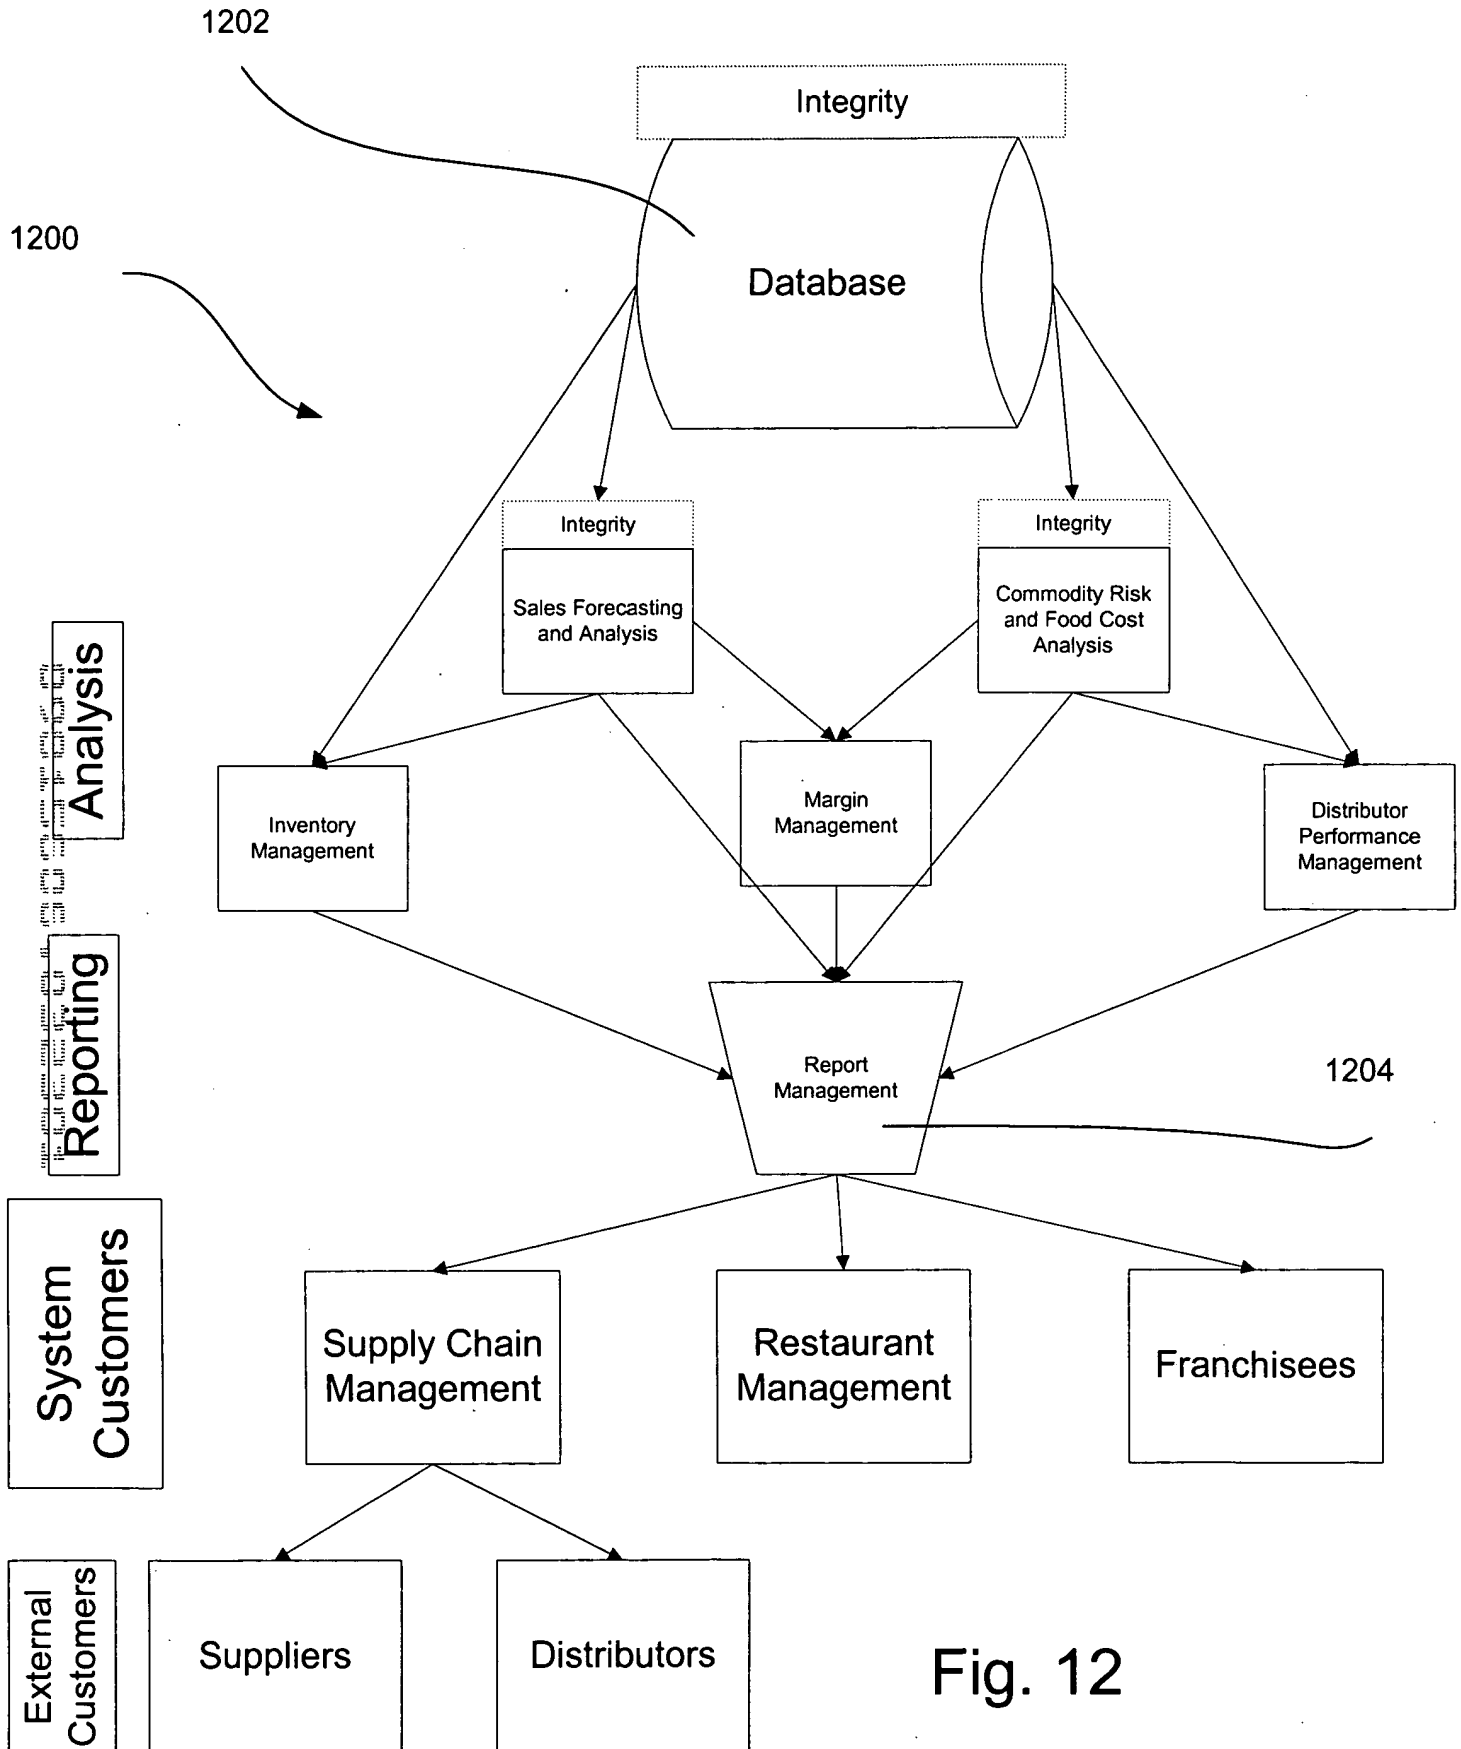 1202
Integrity
1200
Database
Integrity
Integrity
Sales Forecasting
and Analysis
Commodity Risk
and Food Cost
Analysis
Analysis
Inventory
Management
Margin
Management
Distributor
Performance
Management
Reporting
Report
Management
1204
System
Customers
Supply Chain
Management
Restaurant
Management
Franchisees
External
Customers
Suppliers
Distributors
Fig. 12